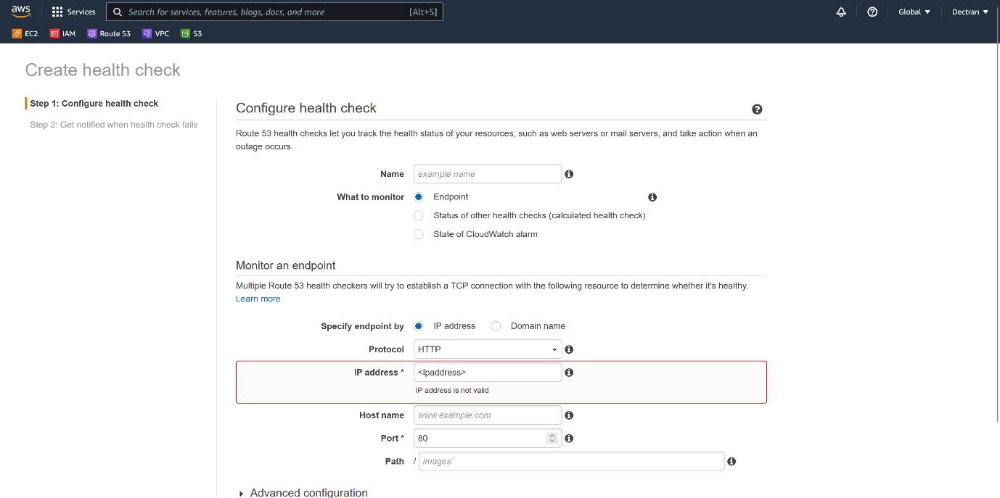 aws
Services
Search for services, features, blogs, docs, and more [Alt+S]
Global
Dectran
EC2 IAM Route 53 VPC S3
Create health check
Step 1: Configure health check
Step 2: Get notified when health check fails
Configure health check
Route 53 health checks let you track the health status of your resources, such as web servers or mail servers, and take action when an
outage occurs.
Name example name
What to monitor Endpoint
Status of other health checks (calculated health check)
State of CloudWatch alarm
Monitor an endpoint
Multiple Route 53 health checkers will try to establish a TCP connection with the following resource to determine whether it's healthy.
Learn more
Specify endpoint by IP address Domain name
Protocol HTTP
IP address * <ipaddress>
IP address is not valid
Host name www.example.com
Port * 80
Path / images
Advanced configuration